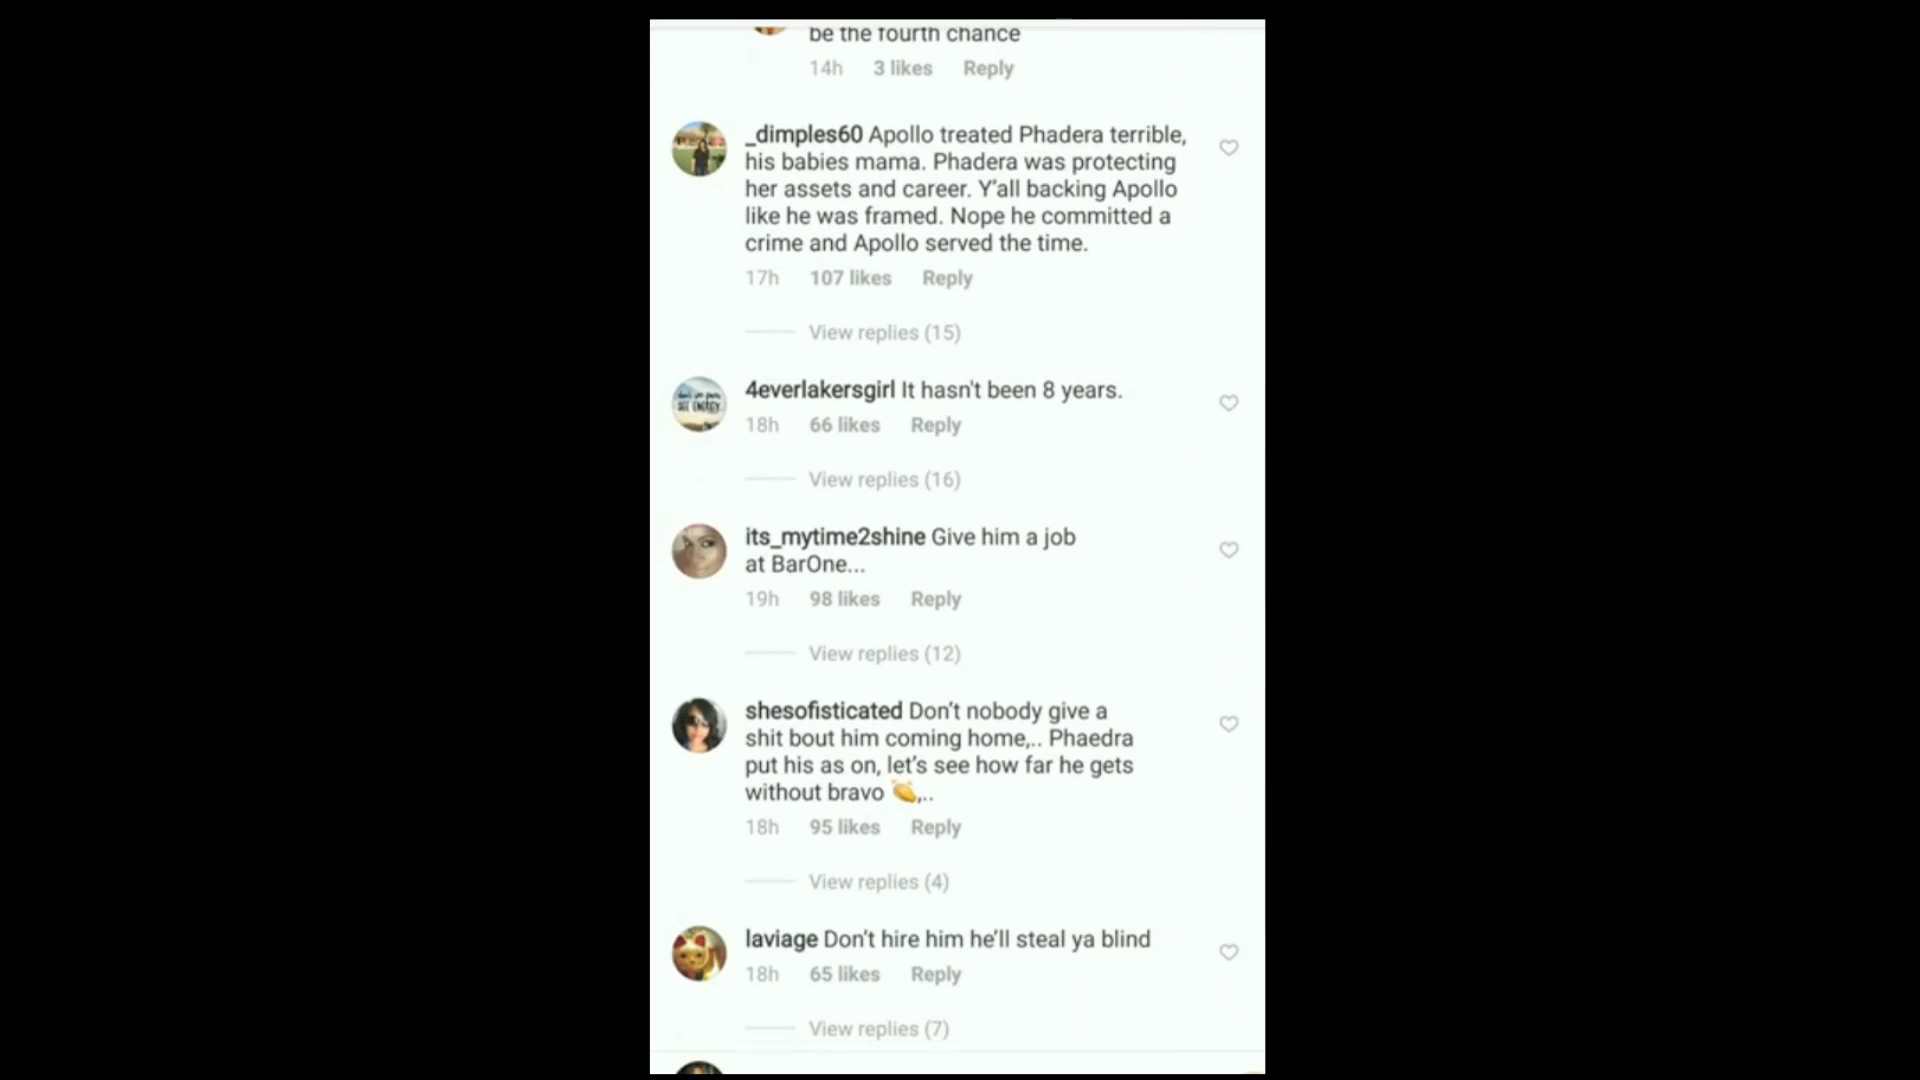 be the fourth chance
14h 3 likes Reply
_dimples60 Apollo treated Phadera terrible,
his babies mama. Phadera was protecting
her assets and career. Y'all backing Apollo
like he was framed. Nope he committed a
crime and Apollo served the time.
17h 107 likes Reply
View replies (15)
4everlakersgirl It hasn't been 8 years.
18h 66 likes Reply
View replies (16)
its_mytime2shine Give him a job
at BarOne...
19h 98 likes Reply
View replies (12)
shesofisticated Don't nobody give a
shit bout him coming home,.. Phaedra
put his as on, let's see how far he gets
without bravo 👏,..
18h 95 likes Reply
View replies (4)
laviage Don't hire him he'll steal ya blind
18h 65 likes Reply
View replies (7)